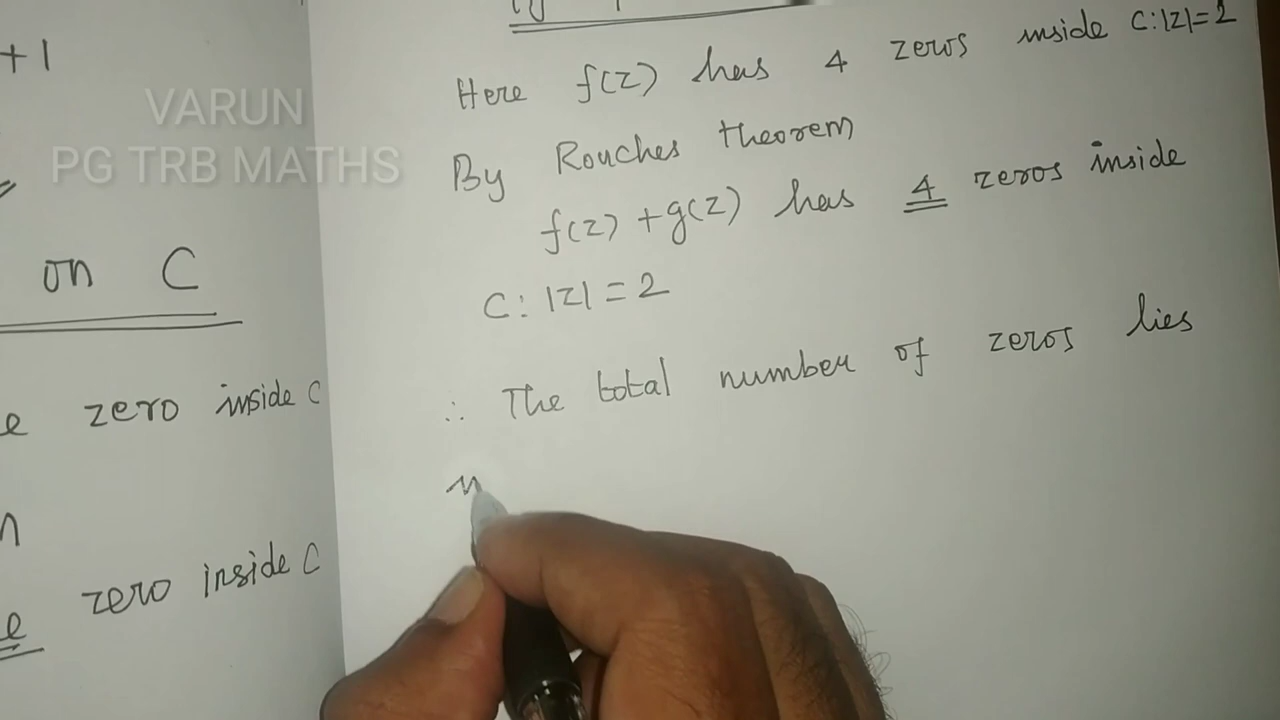 +1
VARUN
PG TRB MATHS
on C
e zero inside C
n
e zero inside C
Here f(z) has 4 zeros inside C:|z|=2
By Rouches theorem
f(z) +g(z) has 4 zeros inside
C: |z| = 2
∴ The total number of zeros lies